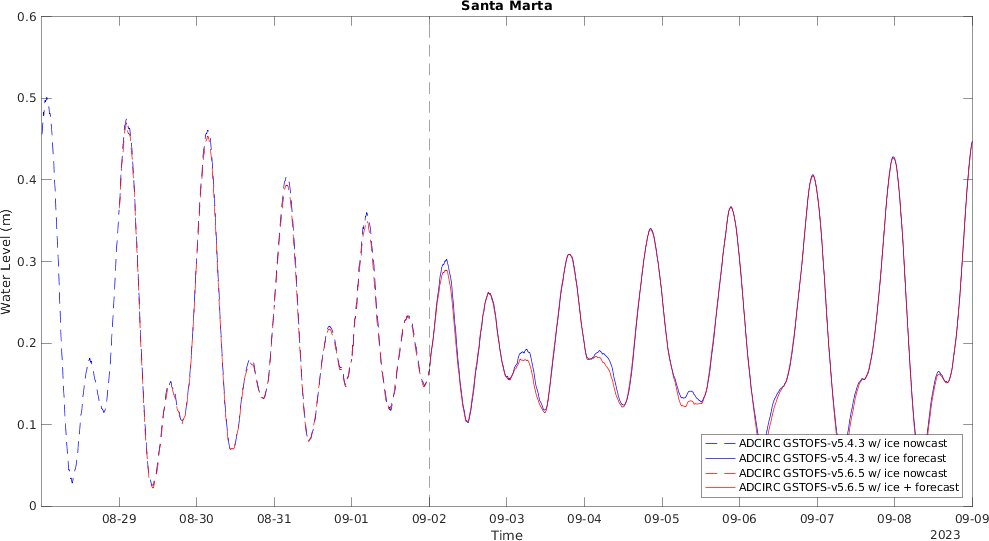 Santa Marta
0.6
0.5
0.4
0.3
0.2
0.1
0
Water Level (m)
ADCIRC GSTOFS-v5.4.3 w/ ice nowcast
ADCIRC GSTOFS-v5.4.3 w/ ice forecast
ADCIRC GSTOFS-v5.6.5 w/ ice nowcast
ADCIRC GSTOFS-v5.6.5 w/ ice + forecast
08-29 08-30 08-31 09-01 09-02 09-03 09-04 09-05 09-06 09-07 09-08 09-09
Time
2023